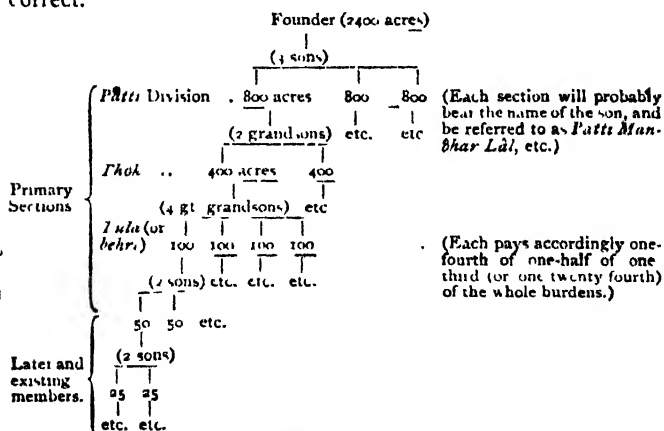 correct.
Founder (2400 acres)
(3 sons)
Patti Division . 800 acres 800 800 (Each section will probably
etc. etc bear the name of the son, and
(2 grandsons) be referred to as Patti Man-
bhar Lâl, etc.)
Thok .. 400 acres 400
Primary
Sections
(4 gt grandsons) etc
Tula (or
behri) 100 100 100 100 . (Each pays accordingly one-
fourth of one-half of one
third (or one twenty fourth)
of the whole burdens.)
(2 sons) etc. etc. etc.
50 50 etc.
Later and
existing
members.
(2 sons)
25 25
etc. etc.